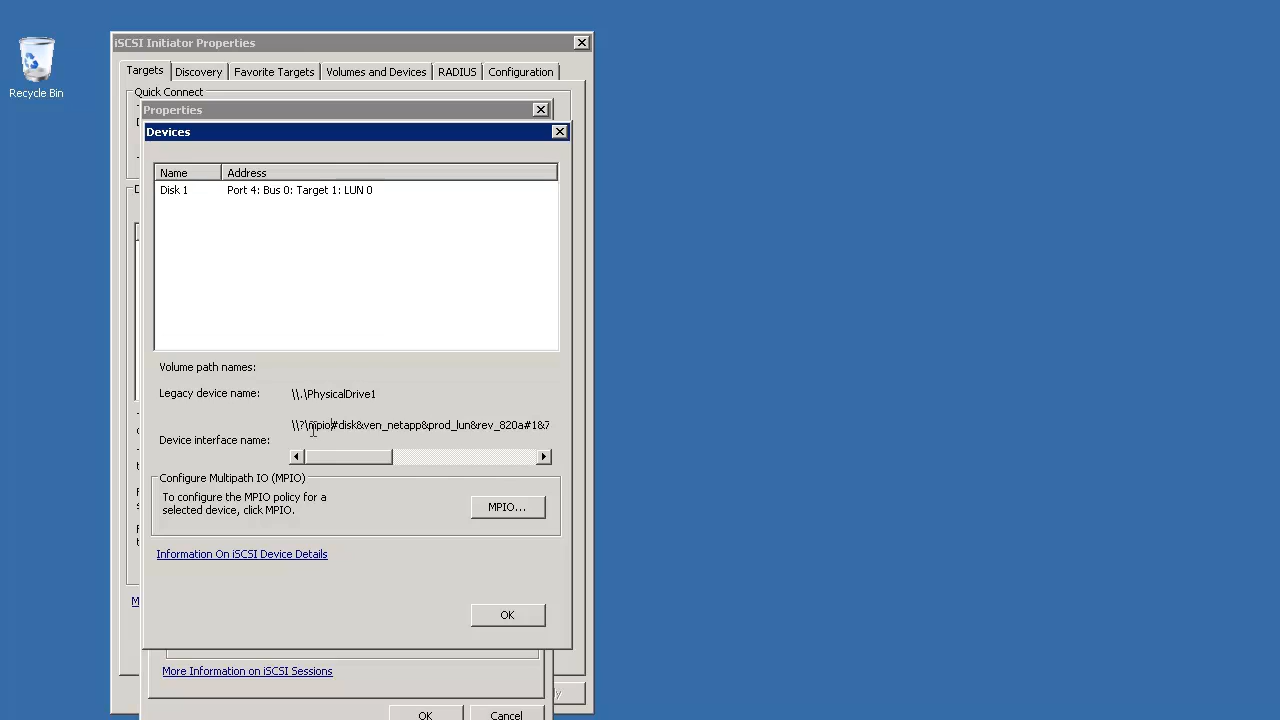 Recycle Bin
iSCSI Initiator Properties
Targets
Discovery
Favorite Targets
Volumes and Devices
RADIUS
Configuration
Quick Connect
Properties
Devices
Name
Address
Disk 1
Port 4: Bus 0: Target 1: LUN 0
Volume path names:
Legacy device name:
\\.\PhysicalDrive1
\\?\mpio#disk&ven_netapp&prod_lun&rev_820a#1&7
Device interface name:
Configure Multipath IO (MPIO)
To configure the MPIO policy for a
selected device, click MPIO.
MPIO...
Information On iSCSI Device Details
OK
More Information on iSCSI Sessions
OK
Cancel